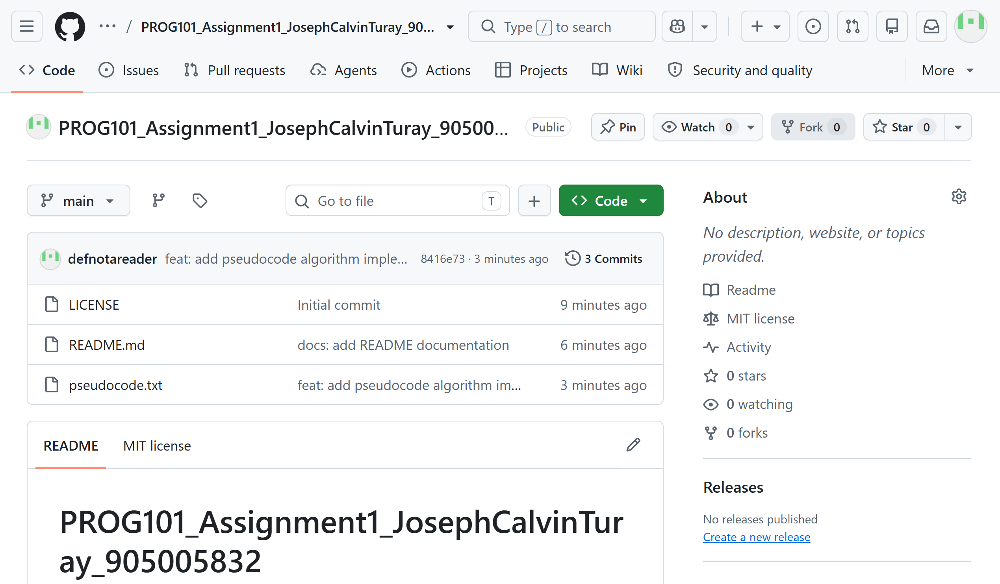 ... / PROG101_Assignment1_JosephCalvinTuray_90...
Type / to search
Code Issues Pull requests Agents Actions Projects Wiki Security and quality More
PROG101_Assignment1_JosephCalvinTuray_90500... Public Pin Watch 0 Fork 0 Star 0
main Go to file T + Code
defnotareader feat: add pseudocode algorithm imple... 8416e73 · 3 minutes ago 3 Commits
LICENSE Initial commit 9 minutes ago
README.md docs: add README documentation 6 minutes ago
pseudocode.txt feat: add pseudocode algorithm im... 3 minutes ago
README MIT license
PROG101_Assignment1_JosephCalvinTur
ay_905005832
About
No description, website, or topics
provided.
Readme
MIT license
Activity
0 stars
0 watching
0 forks
Releases
No releases published
Create a new release